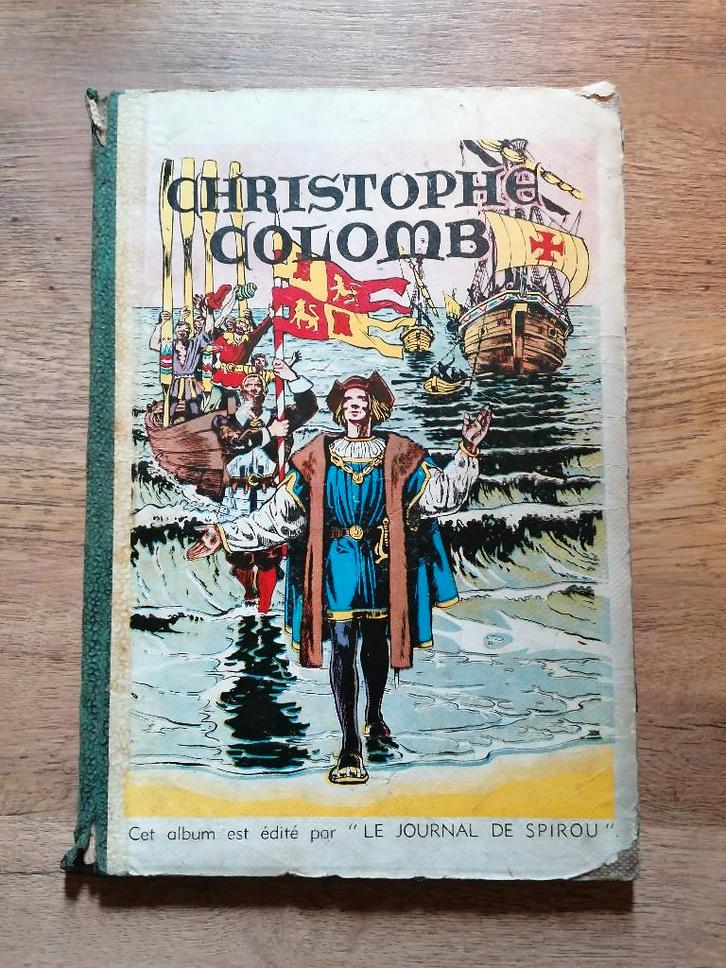 CHRISTOPHE
COLOMB
Cet album est édité par "LE JOURNAL DE SPIROU".